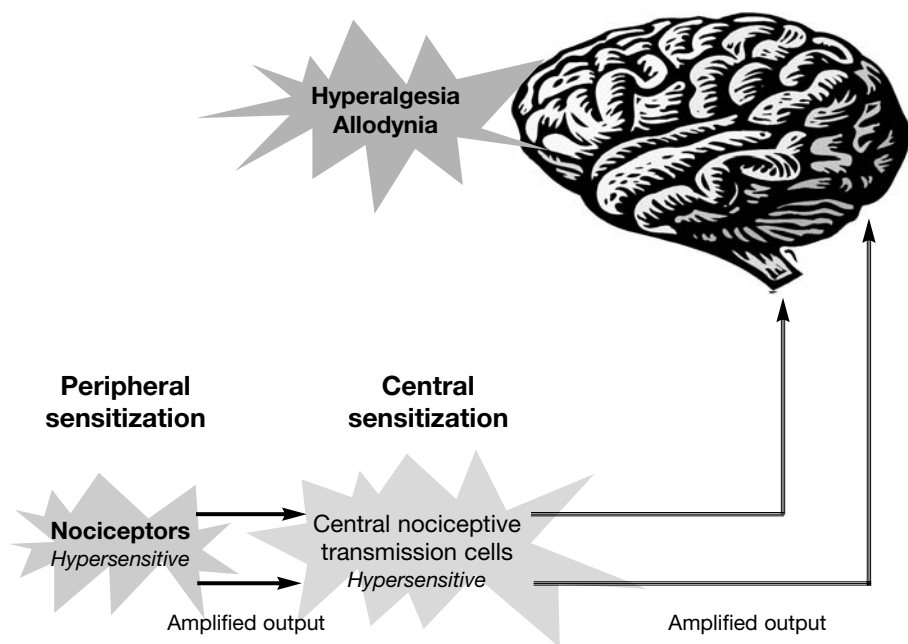 Hyperalgesia
Allodynia
Peripheral
sensitization
Central
sensitization
Nociceptors
Hypersensitive
Central nociceptive
transmission cells
Hypersensitive
Amplified output
Amplified output